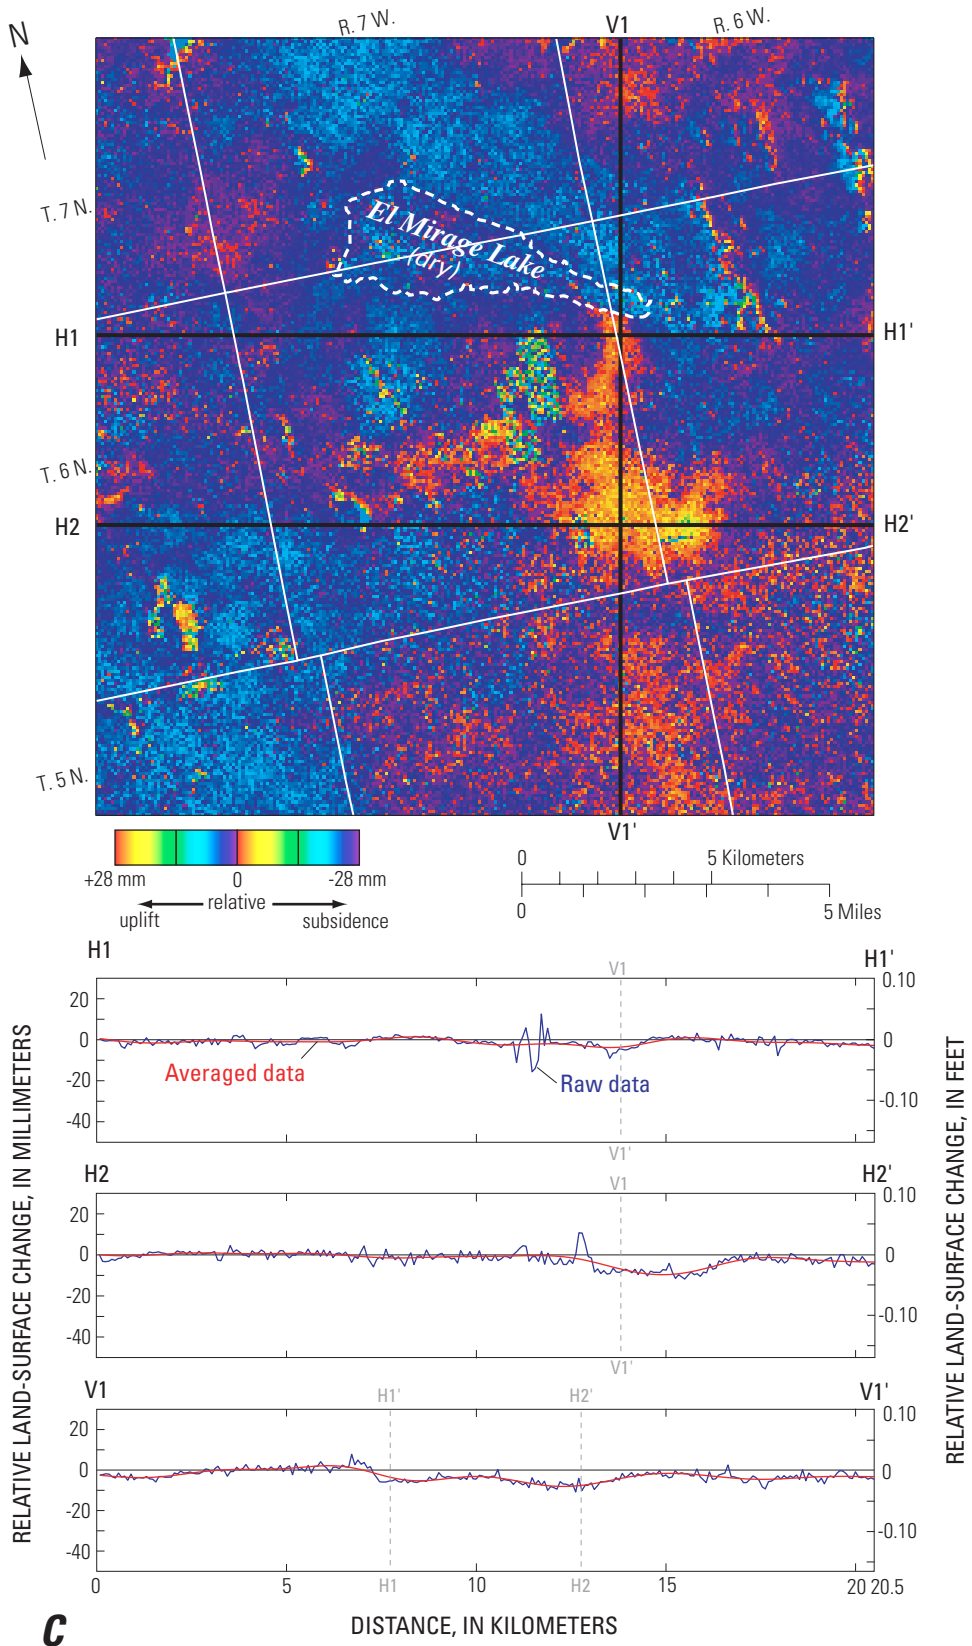 N
R. 7 W.
V1
R. 6 W.
T. 7 N.
El Mirage Lake
(dry)
H1
H1'
T. 6 N.
H2
H2'
T. 5 N.
V1'
+28 mm 0 -28 mm
relative
uplift subsidence
0 5 Kilometers
0 5 Miles
RELATIVE LAND-SURFACE CHANGE, IN MILLIMETERS
RELATIVE LAND-SURFACE CHANGE, IN FEET
H1 V1 H1'
20 0.10
0 0
-20
-40 -0.10
Averaged data
Raw data
V1'
H2 V1 H2'
20 0.10
0 0
-20 -0.10
-40
V1'
V1 H1' H2' V1'
20 0.10
0 0
-20 -0.10
-40
0 5 H1 10 H2 15 20 20.5
DISTANCE, IN KILOMETERS
C